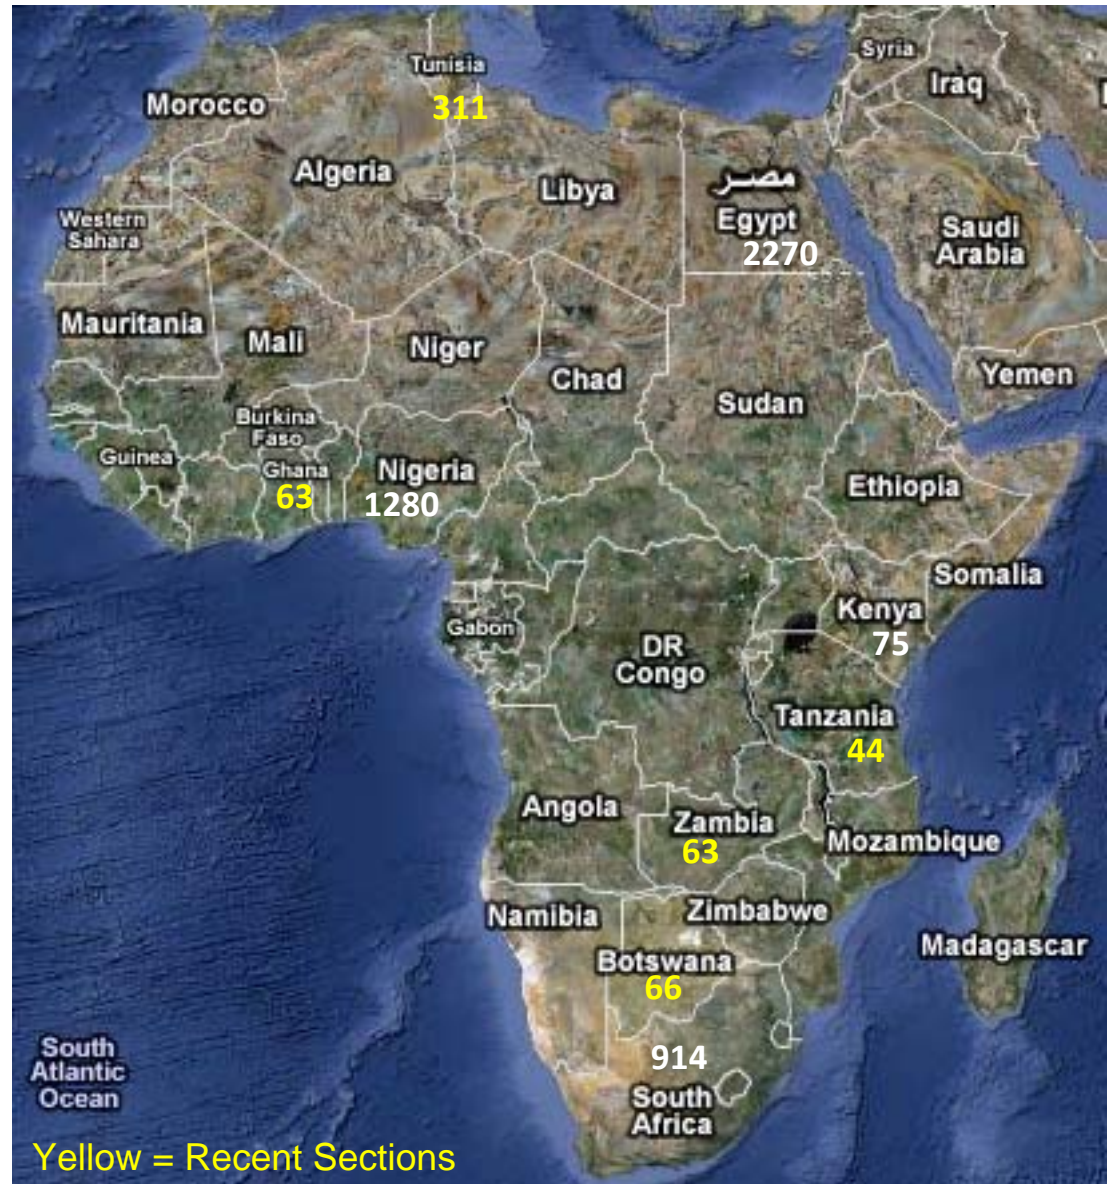 Syria
Tunisia
Iraq
Morocco
311
Algeria
Libya
مصر
Egypt
2270
Western
Sahara
Saudi
Arabia
Mauritania
Mali
Niger
Chad
Yemen
Sudan
Burkina
Faso
Guinea
Ghana
63
Nigeria
1280
Ethiopia
Somalia
Kenya
75
Gabon
DR
Congo
Tanzania
44
Angola
Zambia
63
Mozambique
Namibia
Zimbabwe
Botswana
66
Madagascar
914
South
Africa
South
Atlantic
Ocean
Yellow = Recent Sections